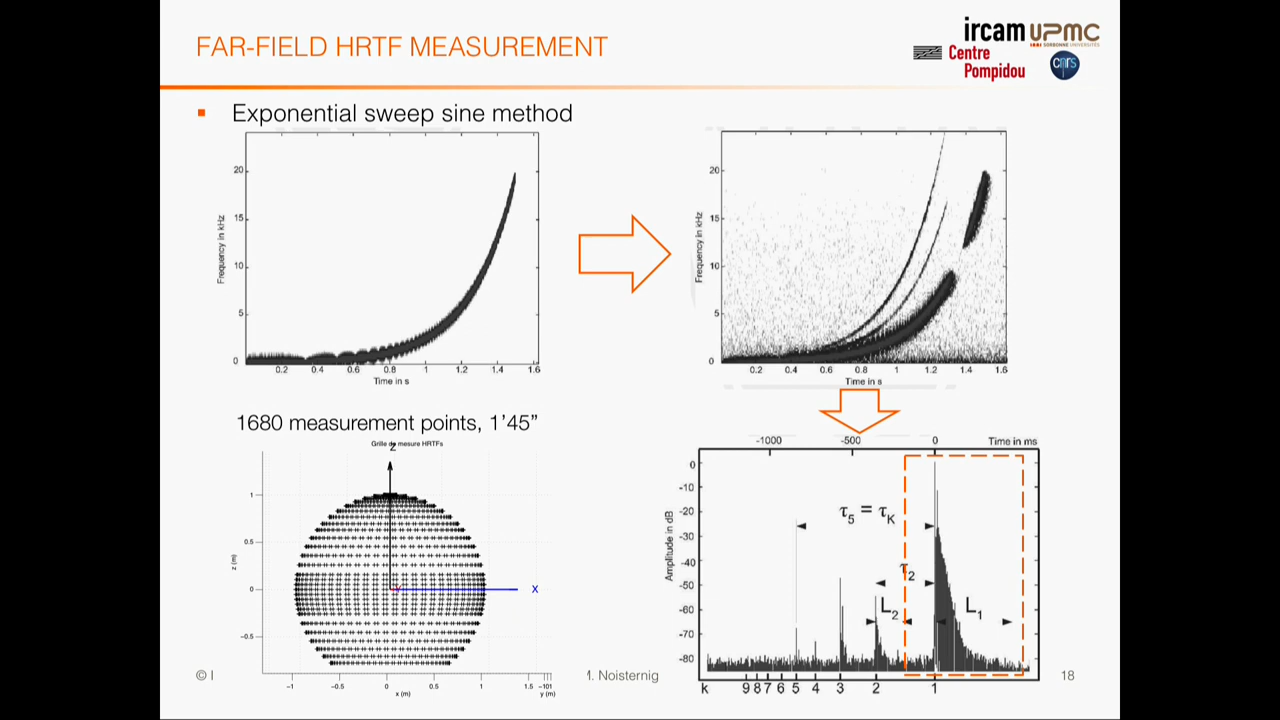 FAR-FIELD HRTF MEASUREMENT
ircam UPMC
SORBONNE UNIVERSITÉS
Centre
Pompidou
cnrs
Exponential sweep sine method
20
15
10
5
0
Frequency in kHz
0.2 0.4 0.6 0.8 1 1.2 1.4 1.6
Time in s
20
15
10
5
0
Frequency in kHz
0.2 0.4 0.6 0.8 1 1.2 1.4 1.6
Time in s
1680 measurement points, 1'45”
Grille de mesure HRTFs
Z
1
0.5
0
−0.5
z (m)
X
Y
−1 −0.5 0 0.5 1 1.5 −101
x (m) y (m)
-1000 -500 0 Time in ms
0
-10
-20
-30
-40
-50
-60
-70
-80
Amplitude in dB
τ5 = τK
τ2
L2 L1
k 9 8 7 6 5 4 3 2 1
© I
1. Noisternig
18